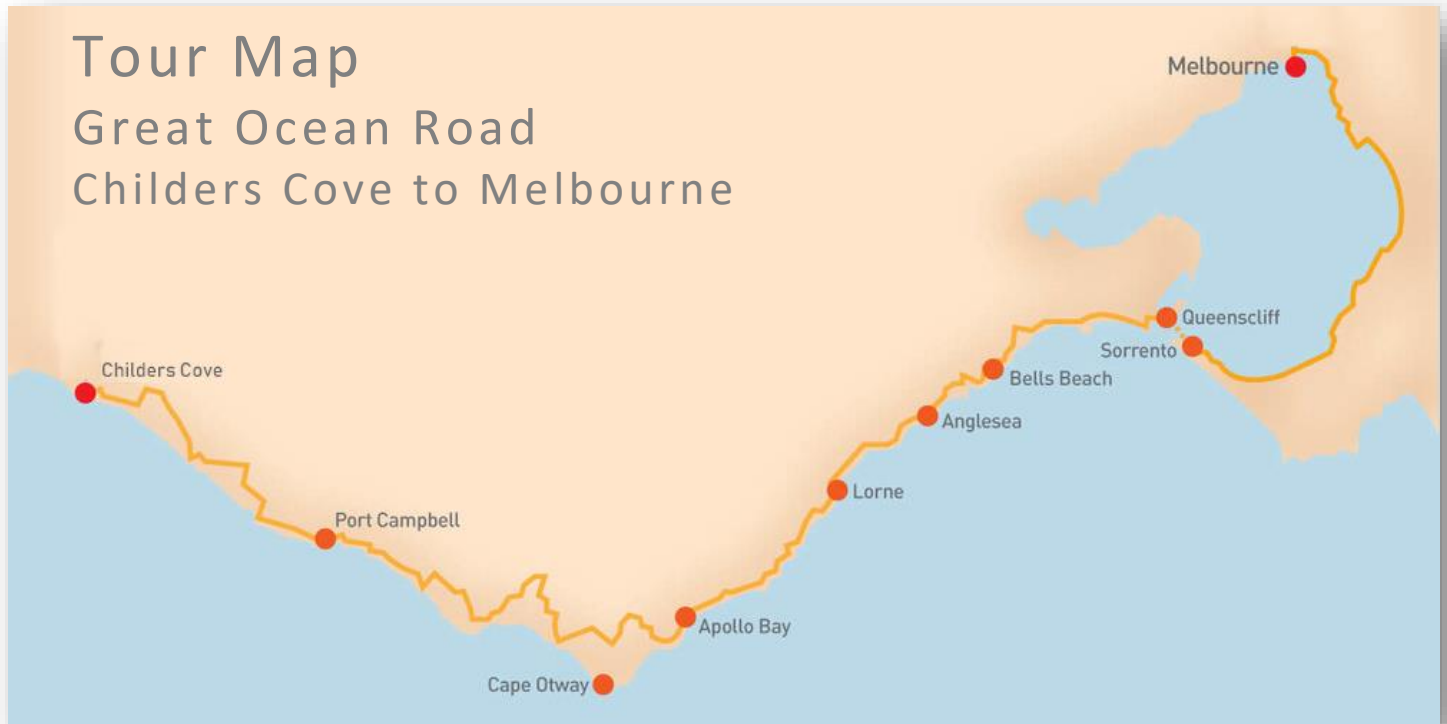 Tour Map
Great Ocean Road
Childers Cove to Melbourne
Melbourne
Queenscliff
Sorrento
Childers Cove
Bells Beach
Anglesea
Lorne
Port Campbell
Apollo Bay
Cape Otway